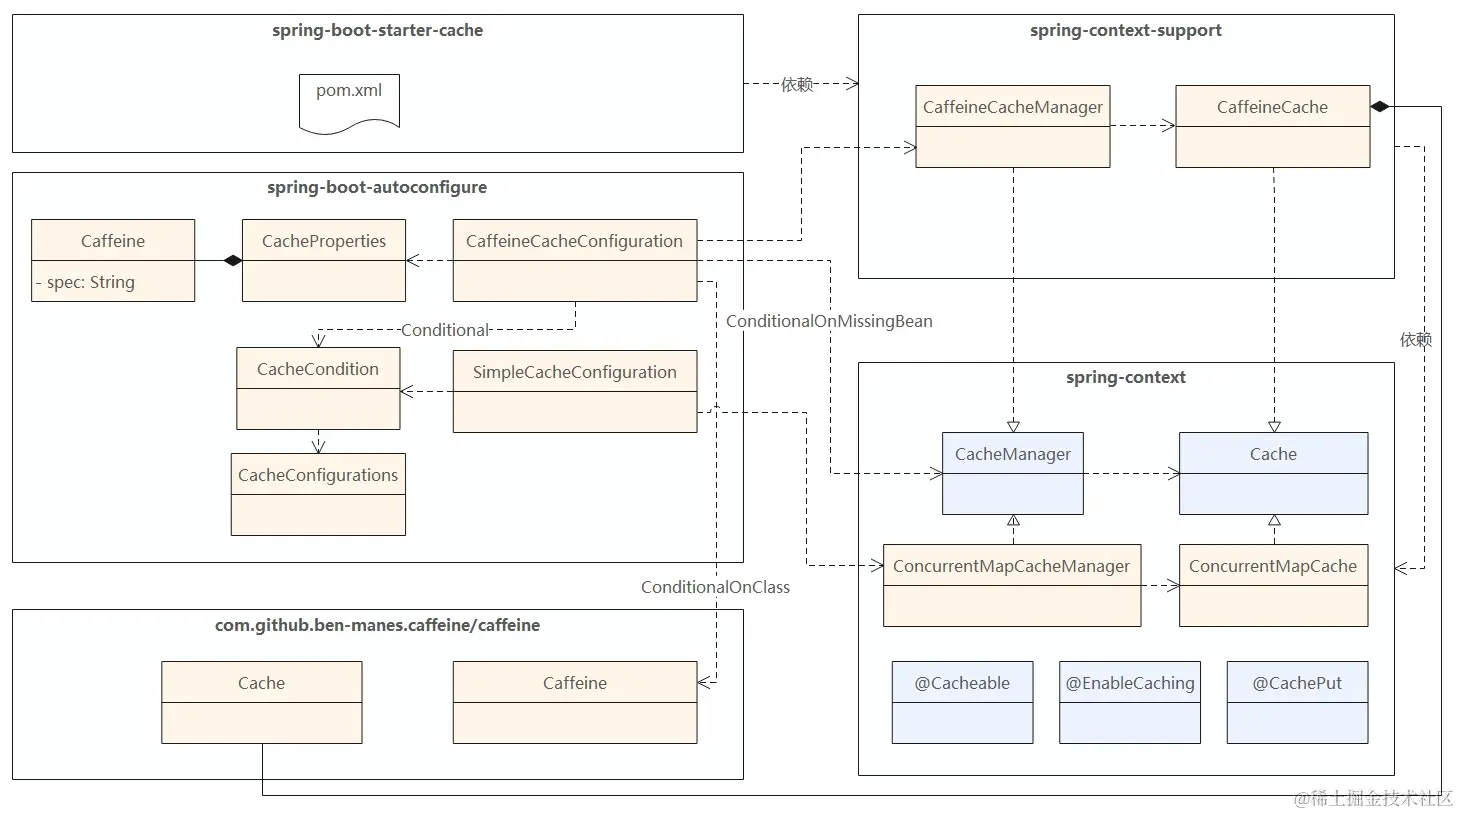 spring-boot-starter-cache
pom.xml
依赖
spring-context-support
CaffeineCacheManager
CaffeineCache
spring-boot-autoconfigure
Caffeine
- spec: String
CacheProperties
CaffeineCacheConfiguration
Conditional
ConditionalOnMissingBean
依赖
CacheCondition
SimpleCacheConfiguration
CacheConfigurations
spring-context
CacheManager
Cache
ConcurrentMapCacheManager
ConcurrentMapCache
ConditionalOnClass
com.github.ben-manes.caffeine/caffeine
Cache
Caffeine
@Cacheable
@EnableCaching
@CachePut
@稀土掘金技术社区